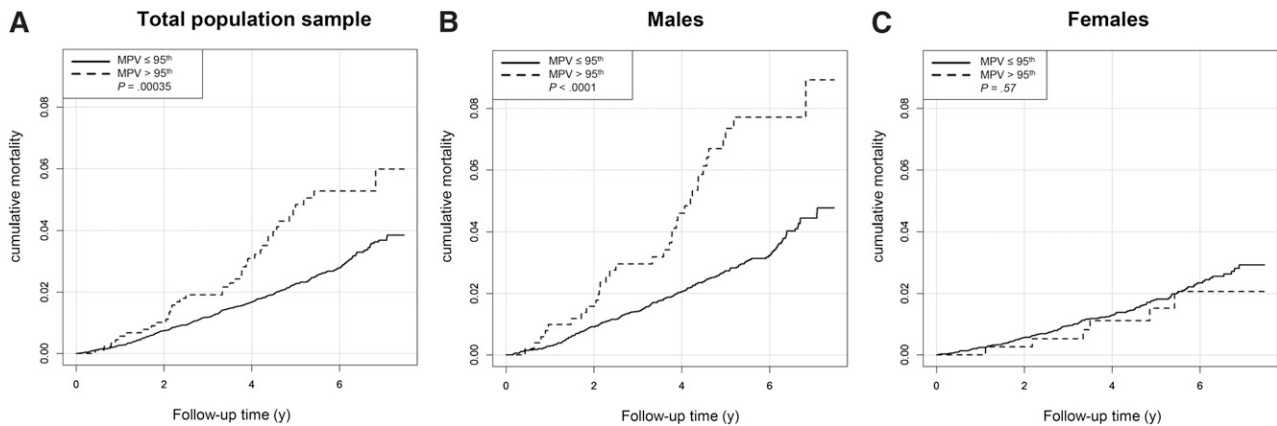 A Total population sample
MPV ≤ 95th
MPV > 95th
P = .00035
cumulative mortality
0.08
0.06
0.04
0.02
0.00
0 2 4 6
Follow-up time (y)
B Males
MPV ≤ 95th
MPV > 95th
P < .0001
cumulative mortality
0.08
0.06
0.04
0.02
0.00
0 2 4 6
Follow-up time (y)
C Females
MPV ≤ 95th
MPV > 95th
P = .57
cumulative mortality
0.08
0.06
0.04
0.02
0.00
0 2 4 6
Follow-up time (y)